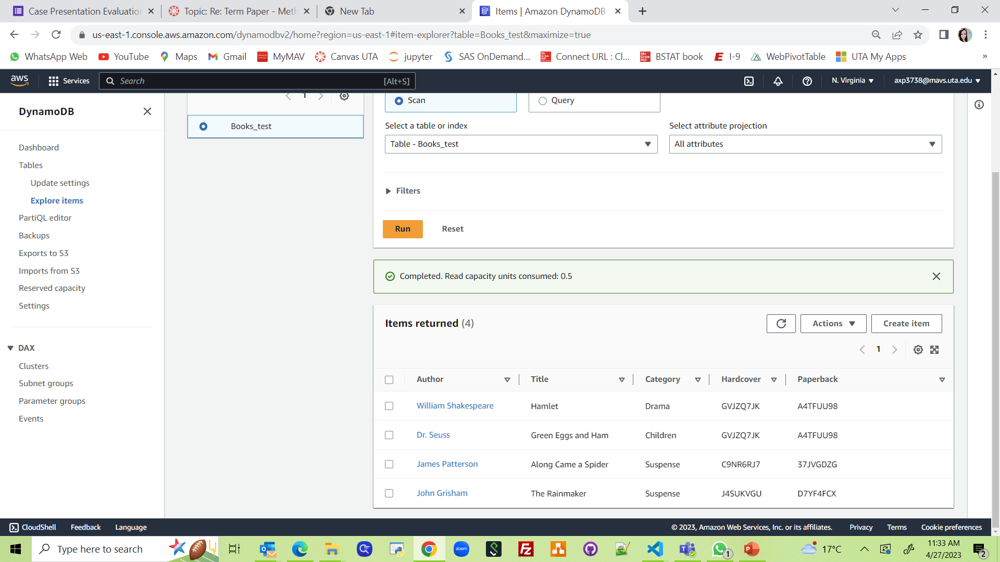 Case Presentation Evaluation
Topic: Re: Term Paper - Meth
New Tab
Items | Amazon DynamoDB
us-east-1.console.aws.amazon.com/dynamodbv2/home?region=us-east-1#item-explorer?table=Books_test&maximize=true
WhatsApp Web YouTube Maps Gmail MyMAV Canvas UTA jupyter SAS OnDemand... Connect URL : Cl... BSTAT book I-9 WebPivotTable UTA My Apps »
aws Services Search [Alt+S] N. Virginia axp3738@mavs.uta.edu
DynamoDB
Dashboard
Tables
Update settings
Explore items
PartiQL editor
Backups
Exports to S3
Imports from S3
Reserved capacity
Settings
DAX
Clusters
Subnet groups
Parameter groups
Events
1
Books_test
Scan Query
Select a table or index Select attribute projection
Table - Books_test All attributes
Filters
Run Reset
Completed. Read capacity units consumed: 0.5
Items returned (4) Actions Create item
1
Author Title Category Hardcover Paperback
William Shakespeare Hamlet Drama GVJZQ7JK A4TFUU98
Dr. Seuss Green Eggs and Ham Children GVJZQ7JK A4TFUU98
James Patterson Along Came a Spider Suspense C9NR6RJ7 37JVGDZG
John Grisham The Rainmaker Suspense J4SUKVGU D7YF4FCX
CloudShell Feedback Language © 2023, Amazon Web Services, Inc. or its affiliates. Privacy Terms Cookie preferences
Type here to search zoom 1 17°C 11:33 AM
4/27/2023 2